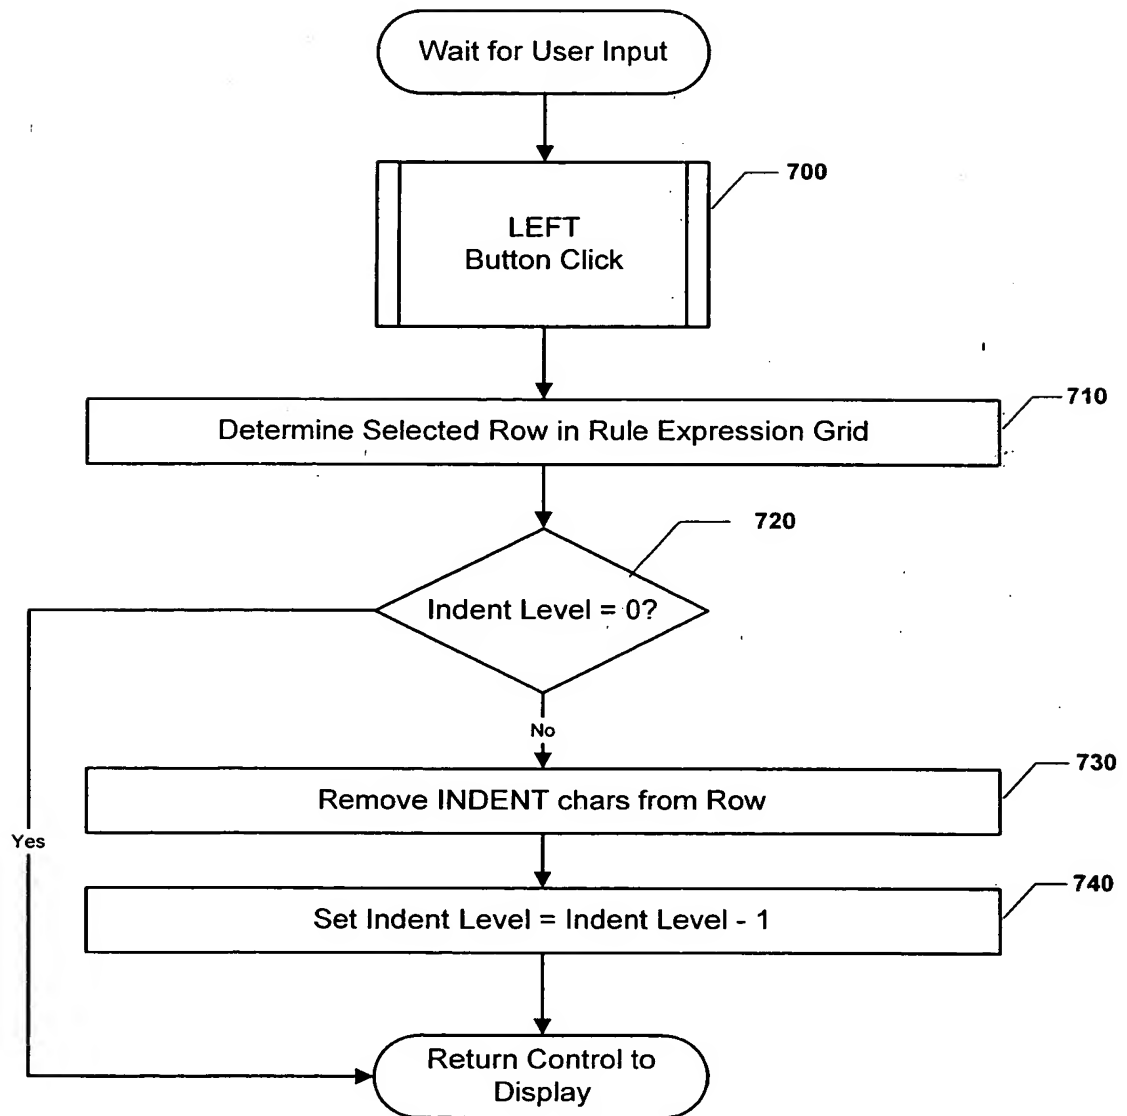 Wait for User Input
700
LEFT
Button Click
710
Determine Selected Row in Rule Expression Grid
720
Indent Level = 0?
No
730
Remove INDENT chars from Row
Yes
740
Set Indent Level = Indent Level - 1
Return Control to
Display